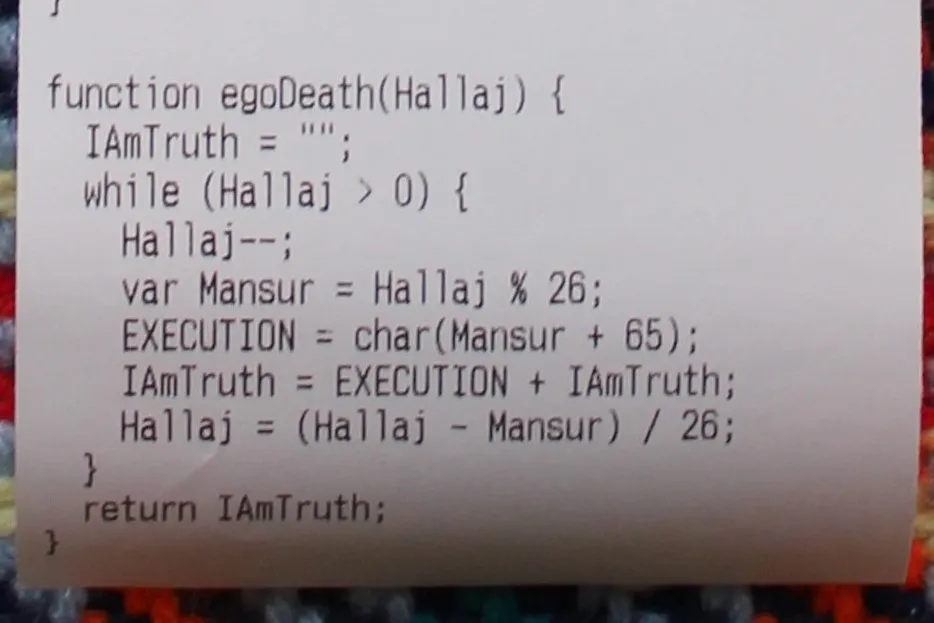 }
function egoDeath(Hallaj) {
  IAmTruth = "";
  while (Hallaj > 0) {
    Hallaj--;
    var Mansur = Hallaj % 26;
    EXECUTION = char(Mansur + 65);
    IAmTruth = EXECUTION + IAmTruth;
    Hallaj = (Hallaj - Mansur) / 26;
  }
  return IAmTruth;
}